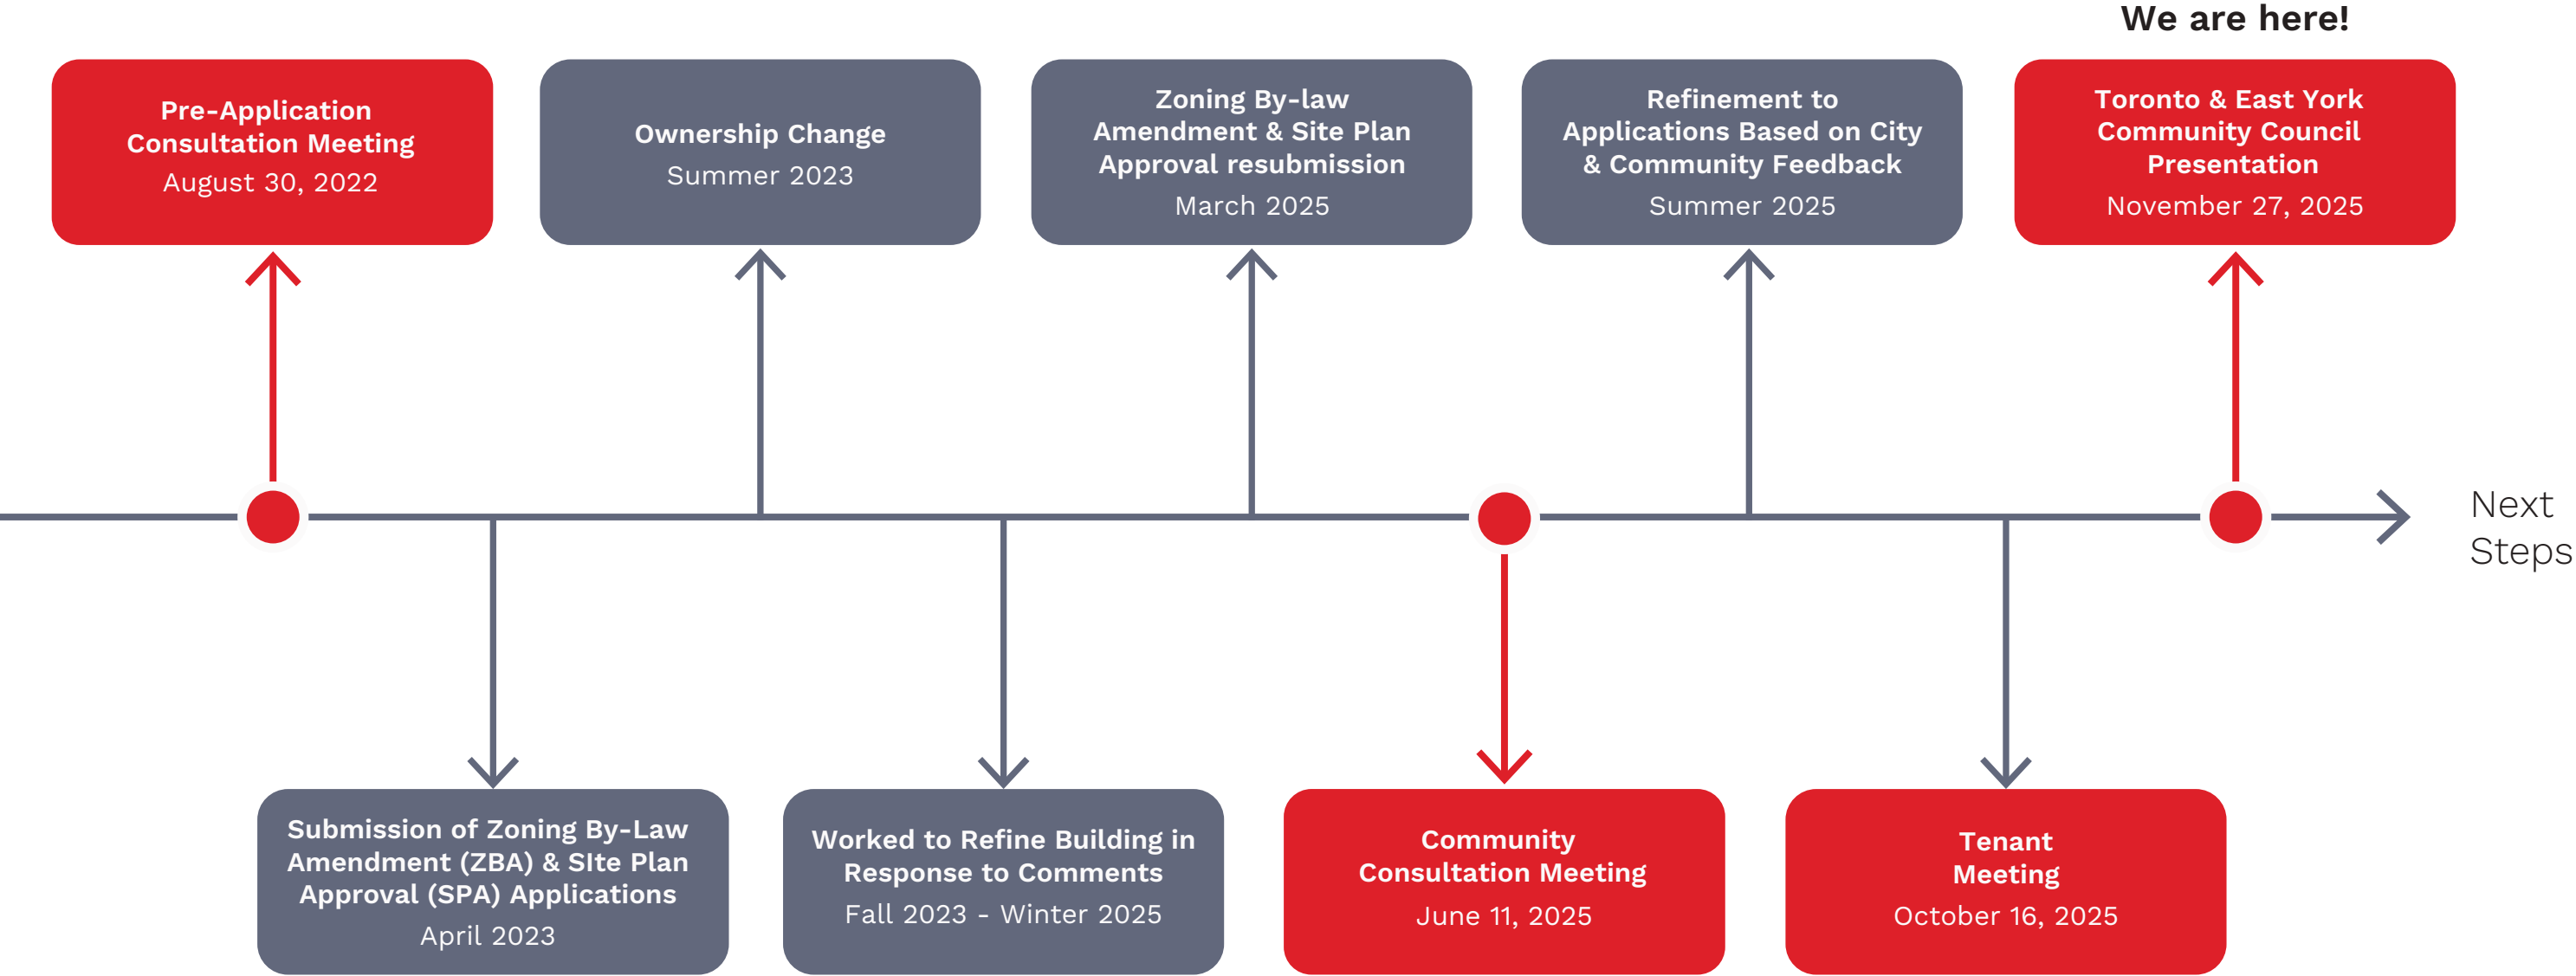 We are here!
Pre-Application
Consultation Meeting
August 30, 2022
Ownership Change
Summer 2023
Zoning By-law
Amendment & Site Plan
Approval resubmission
March 2025
Refinement to
Applications Based on City
& Community Feedback
Summer 2025
Toronto & East York
Community Council
Presentation
November 27, 2025
Next
Steps
Submission of Zoning By-Law
Amendment (ZBA) & SIte Plan
Approval (SPA) Applications
April 2023
Worked to Refine Building in
Response to Comments
Fall 2023 - Winter 2025
Community
Consultation Meeting
June 11, 2025
Tenant
Meeting
October 16, 2025